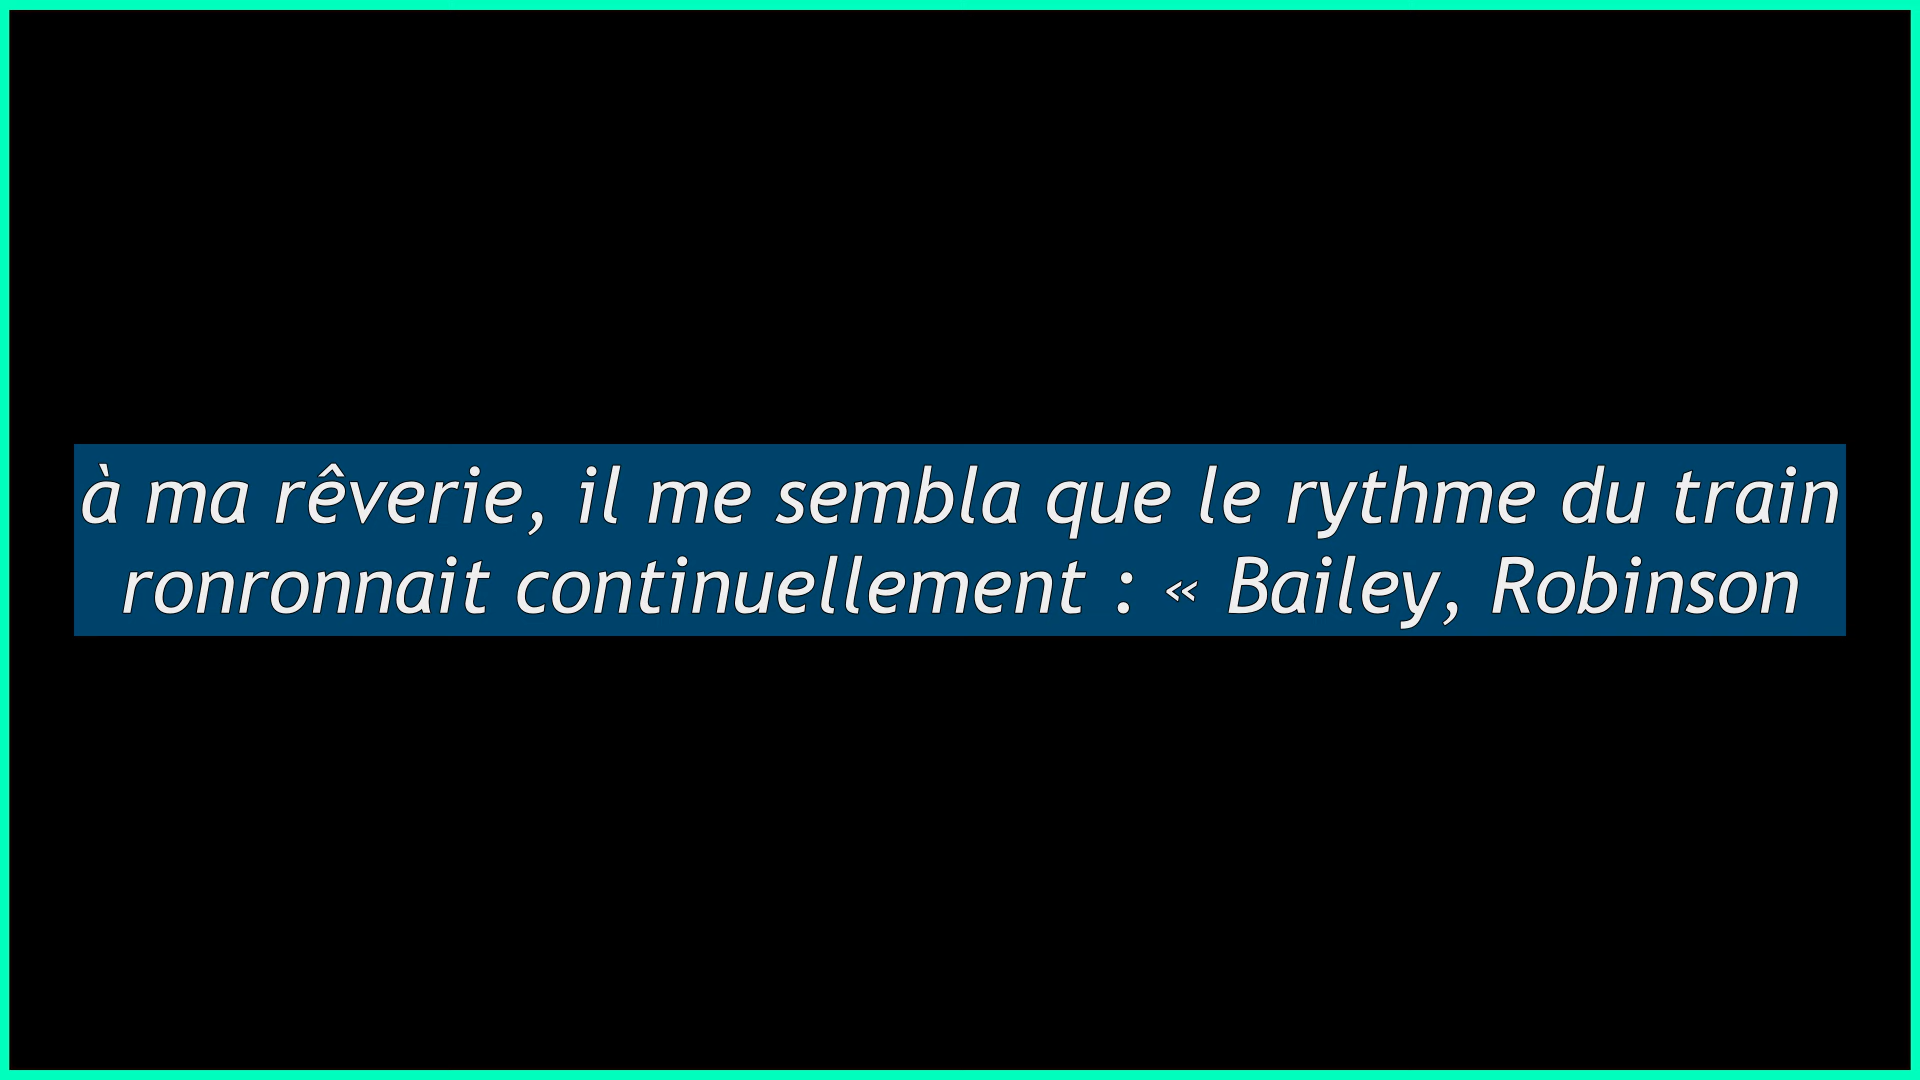 à ma rêverie, il me sembla que le rythme du train
ronronnait continuellement : « Bailey, Robinson